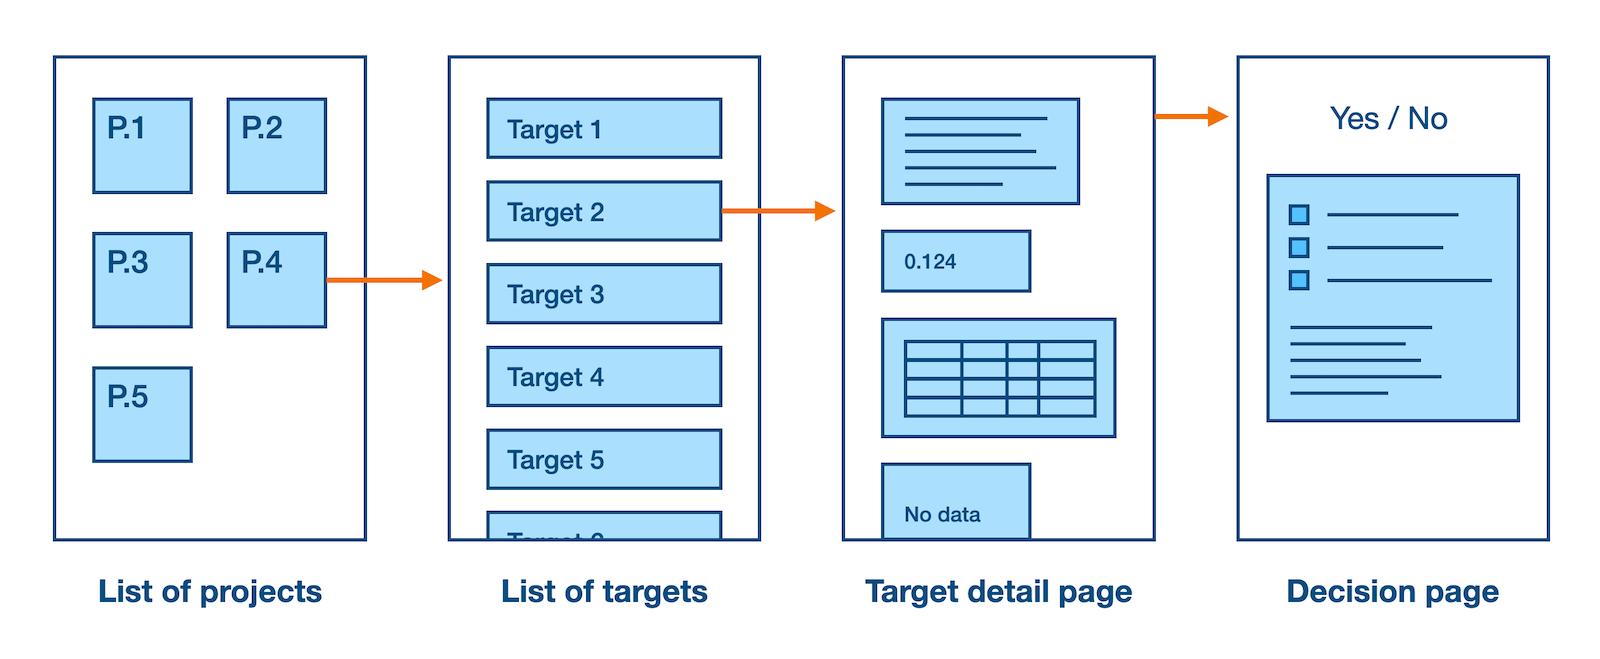 P.1
P.2
P.3
P.4
P.5
List of projects
Target 1
Target 2
Target 3
Target 4
Target 5
List of targets
0.124
No data
Target detail page
Yes / No
Decision page